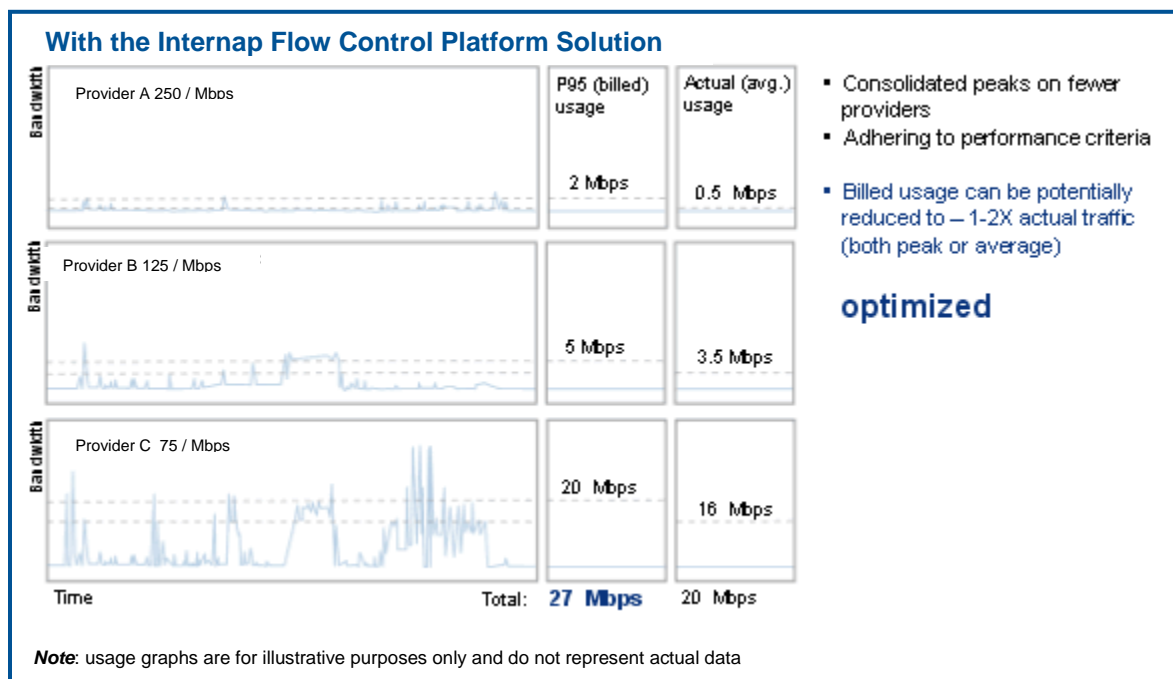 With the Internap Flow Control Platform Solution
Bandwidth
Provider A 250 / Mbps
P95 (billed)
usage
2 Mbps
Actual (avg.)
usage
0.5 Mbps
Bandwidth
Provider B 125 / Mbps
5 Mbps
3.5 Mbps
Bandwidth
Provider C 75 / Mbps
20 Mbps
16 Mbps
Time
Total:
27 Mbps
20 Mbps
▪ Consolidated peaks on fewer
providers
▪ Adhering to performance criteria
▪ Billed usage can be potentially
reduced to – 1-2X actual traffic
(both peak or average)
optimized
Note: usage graphs are for illustrative purposes only and do not represent actual data